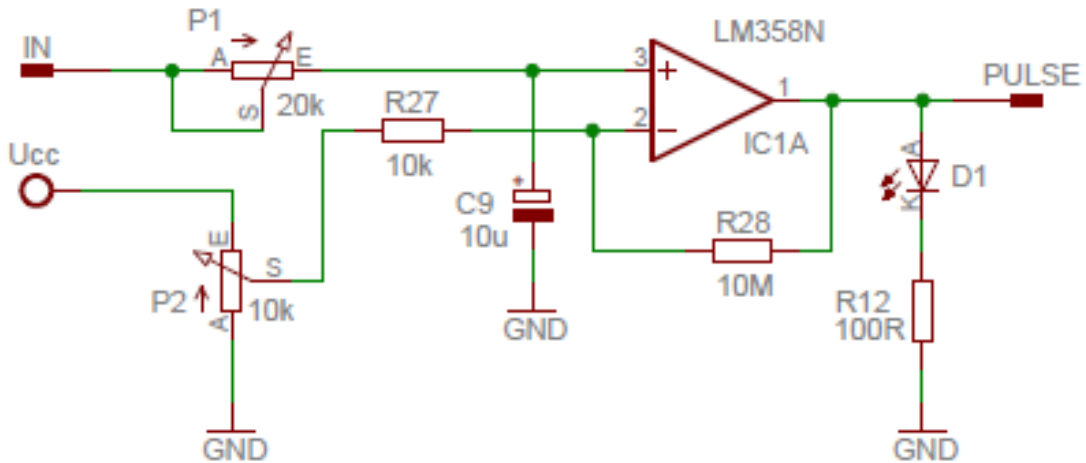 P1
LM358N
IN
A
E
3
+
PULSE
S
20k
R27
1
2
−
IC1A
Ucc
10k
A
D1
C9
+
K
10u
R28
E
S
P2
10k
10M
A
R12
100R
GND
GND
GND